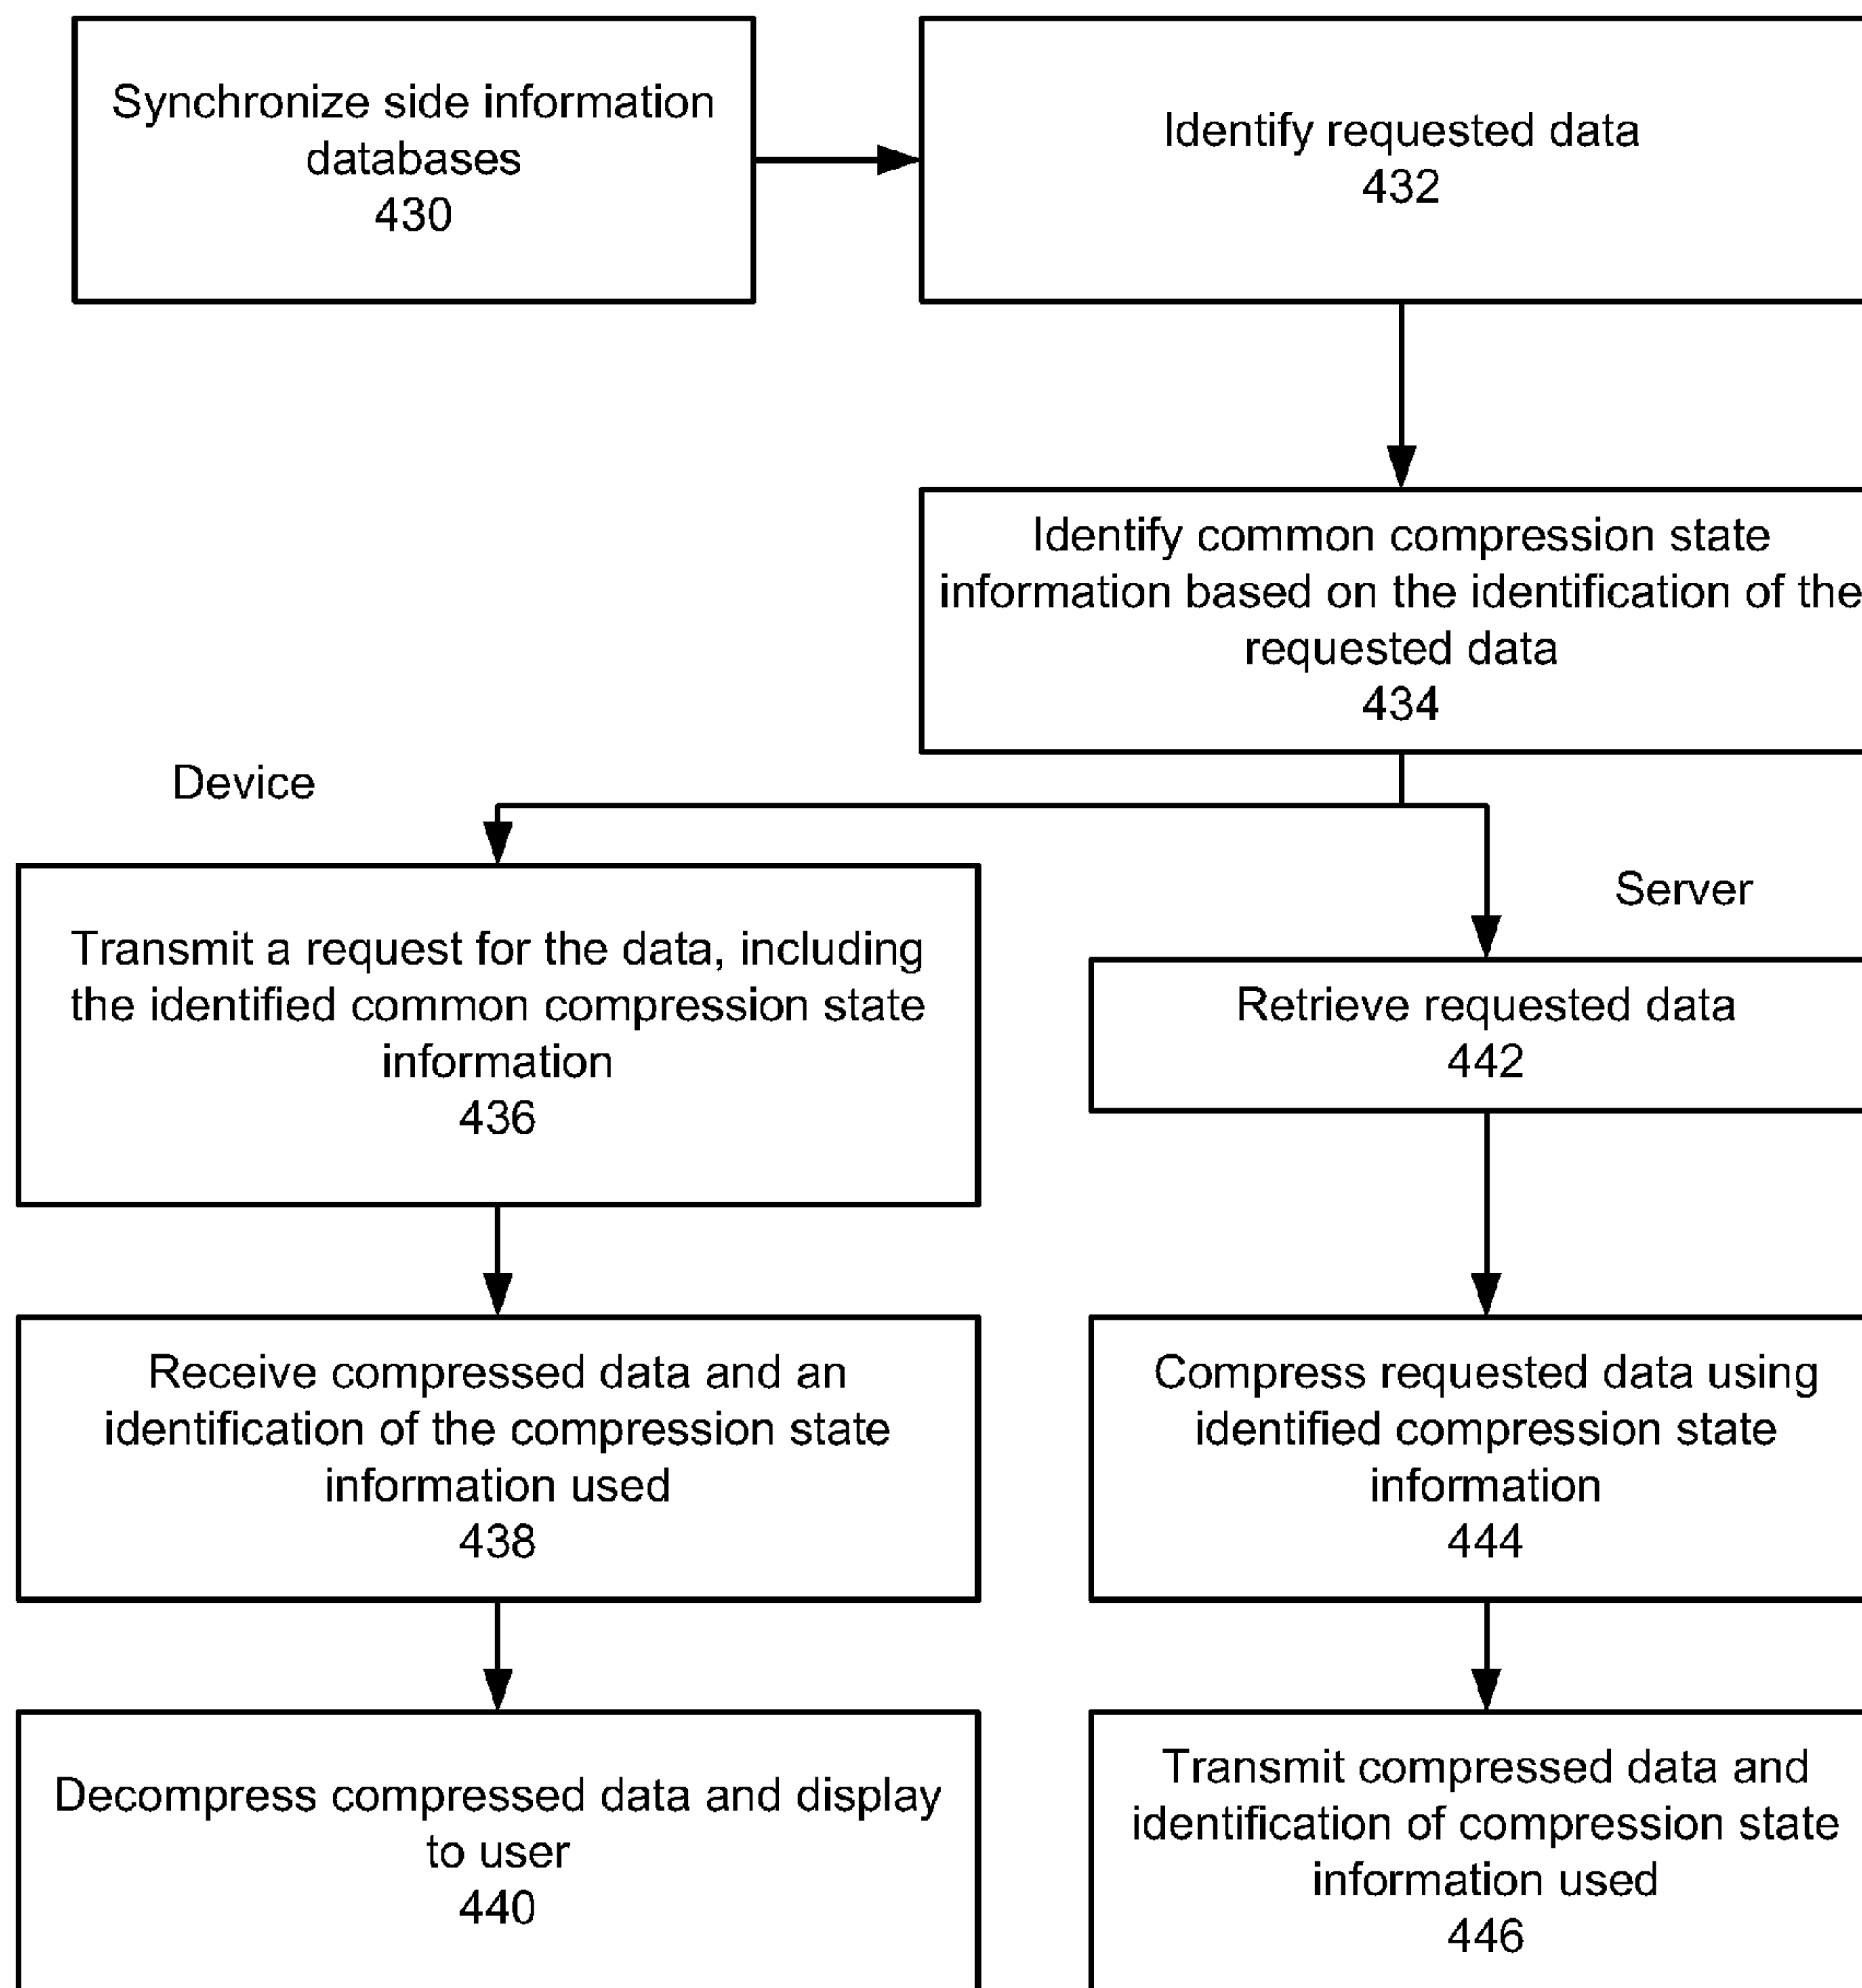 Synchronize side information
databases
430
Identify requested data
432
Identify common compression state
information based on the identification of the
requested data
434
Device
Server
Transmit a request for the data, including
the identified common compression state
information
436
Retrieve requested data
442
Receive compressed data and an
identification of the compression state
information used
438
Compress requested data using
identified compression state
information
444
Decompress compressed data and display
to user
440
Transmit compressed data and
identification of compression state
information used
446